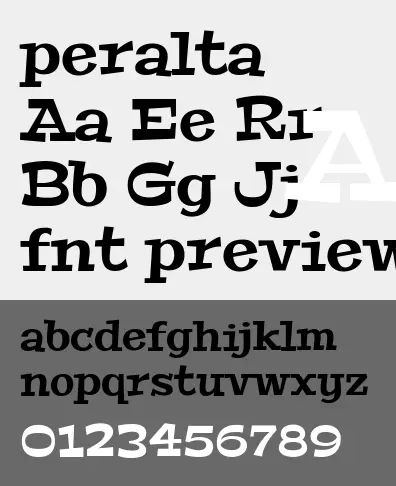 peralta
Aa Ee Rr
A
Bb Gg Jj
fnt preview
abcdefghijklm
nopqrstuvwxyz
0123456789